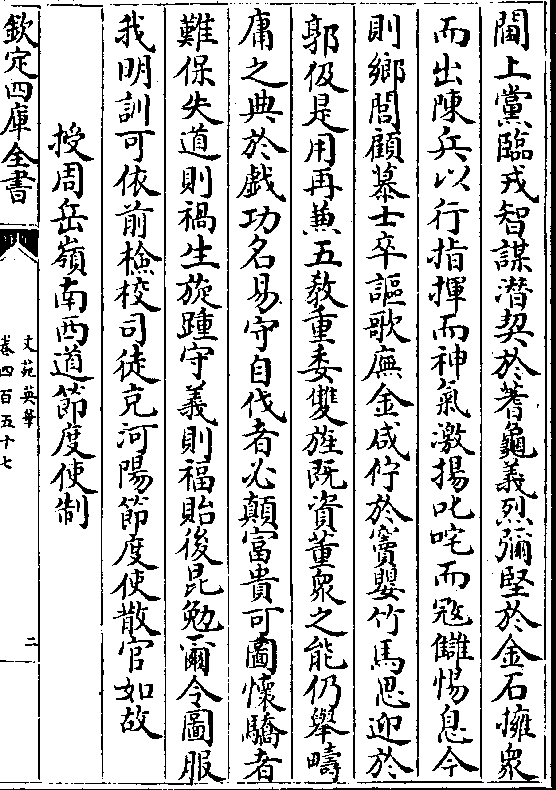 閫上黨臨戎智謀潛契於蓍龜義烈彌堅於金石擁衆
而出陳兵以行指揮而神氣激揚叱咤而冦讎惕息今
則鄉閭顧慕士卒謳歌廡金咸佇於竇嬰竹馬思迎於
郭伋是用再兼五敎重委雙旌既資董衆之能仍舉疇
庸之典於戲功名易守自伐者必顛富貴可圖懷驕者
難保失道則禍生旋踵守義則福貽後昆勉爾令圖服
我明訓可依前檢校司徒充河陽節度使散官如故
授周岳嶺南西道節度使制
欽定四庫全書
文苑英華
卷四百五十七
二